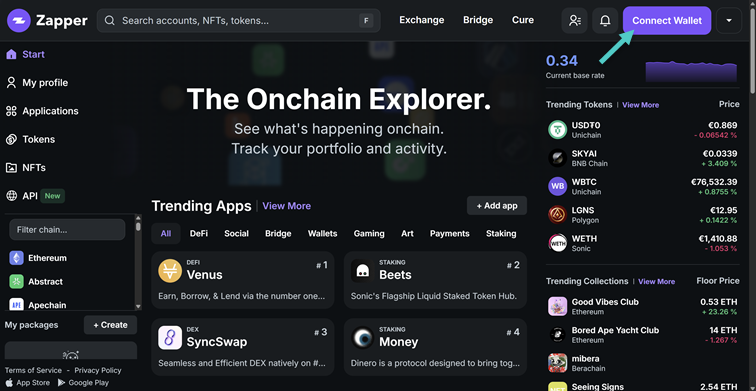 Zapper
Search accounts, NFTs, tokens...
F
Exchange
Bridge
Cure
Connect Wallet
Start
My profile
Applications
Tokens
NFTs
API New
Filter chain...
Ethereum
Abstract
Apechain
My packages
+ Create
Terms of Service - Privacy Policy
App Store
Google Play
The Onchain Explorer.
See what's happening onchain.
Track your portfolio and activity.
Trending Apps | View More
+ Add app
All
DeFi
Social
Bridge
Wallets
Gaming
Art
Payments
Staking
DEFI
Venus
# 1
Earn, Borrow, & Lend via the number one...
STAKING
Beets
# 2
Sonic's Flagship Liquid Staked Token Hub.
DEX
SyncSwap
# 3
Seamless and Efficient DEX natively on #...
STAKING
Money
# 4
Dinero is a protocol designed to bring tog...
0.34
Current base rate
Trending Tokens | View More
Price
USD₮0
€0.869
Unichain
- 0.06542 %
SKYAI
€0.0339
BNB Chain
+ 3.409 %
WB
WBTC
€76,532.39
Unichain
+ 0.8755 %
LGNS
€12.95
Polygon
+ 0.1422 %
WETH
WETH
€1,410.88
Sonic
- 1.053 %
Trending Collections | View More
Floor Price
Good Vibes Club
0.53 ETH
Ethereum
+ 23.26 %
Bored Ape Yacht Club
14 ETH
Ethereum
- 1.267 %
mibera
Berachain
Seeing Signs
2.54 ETH